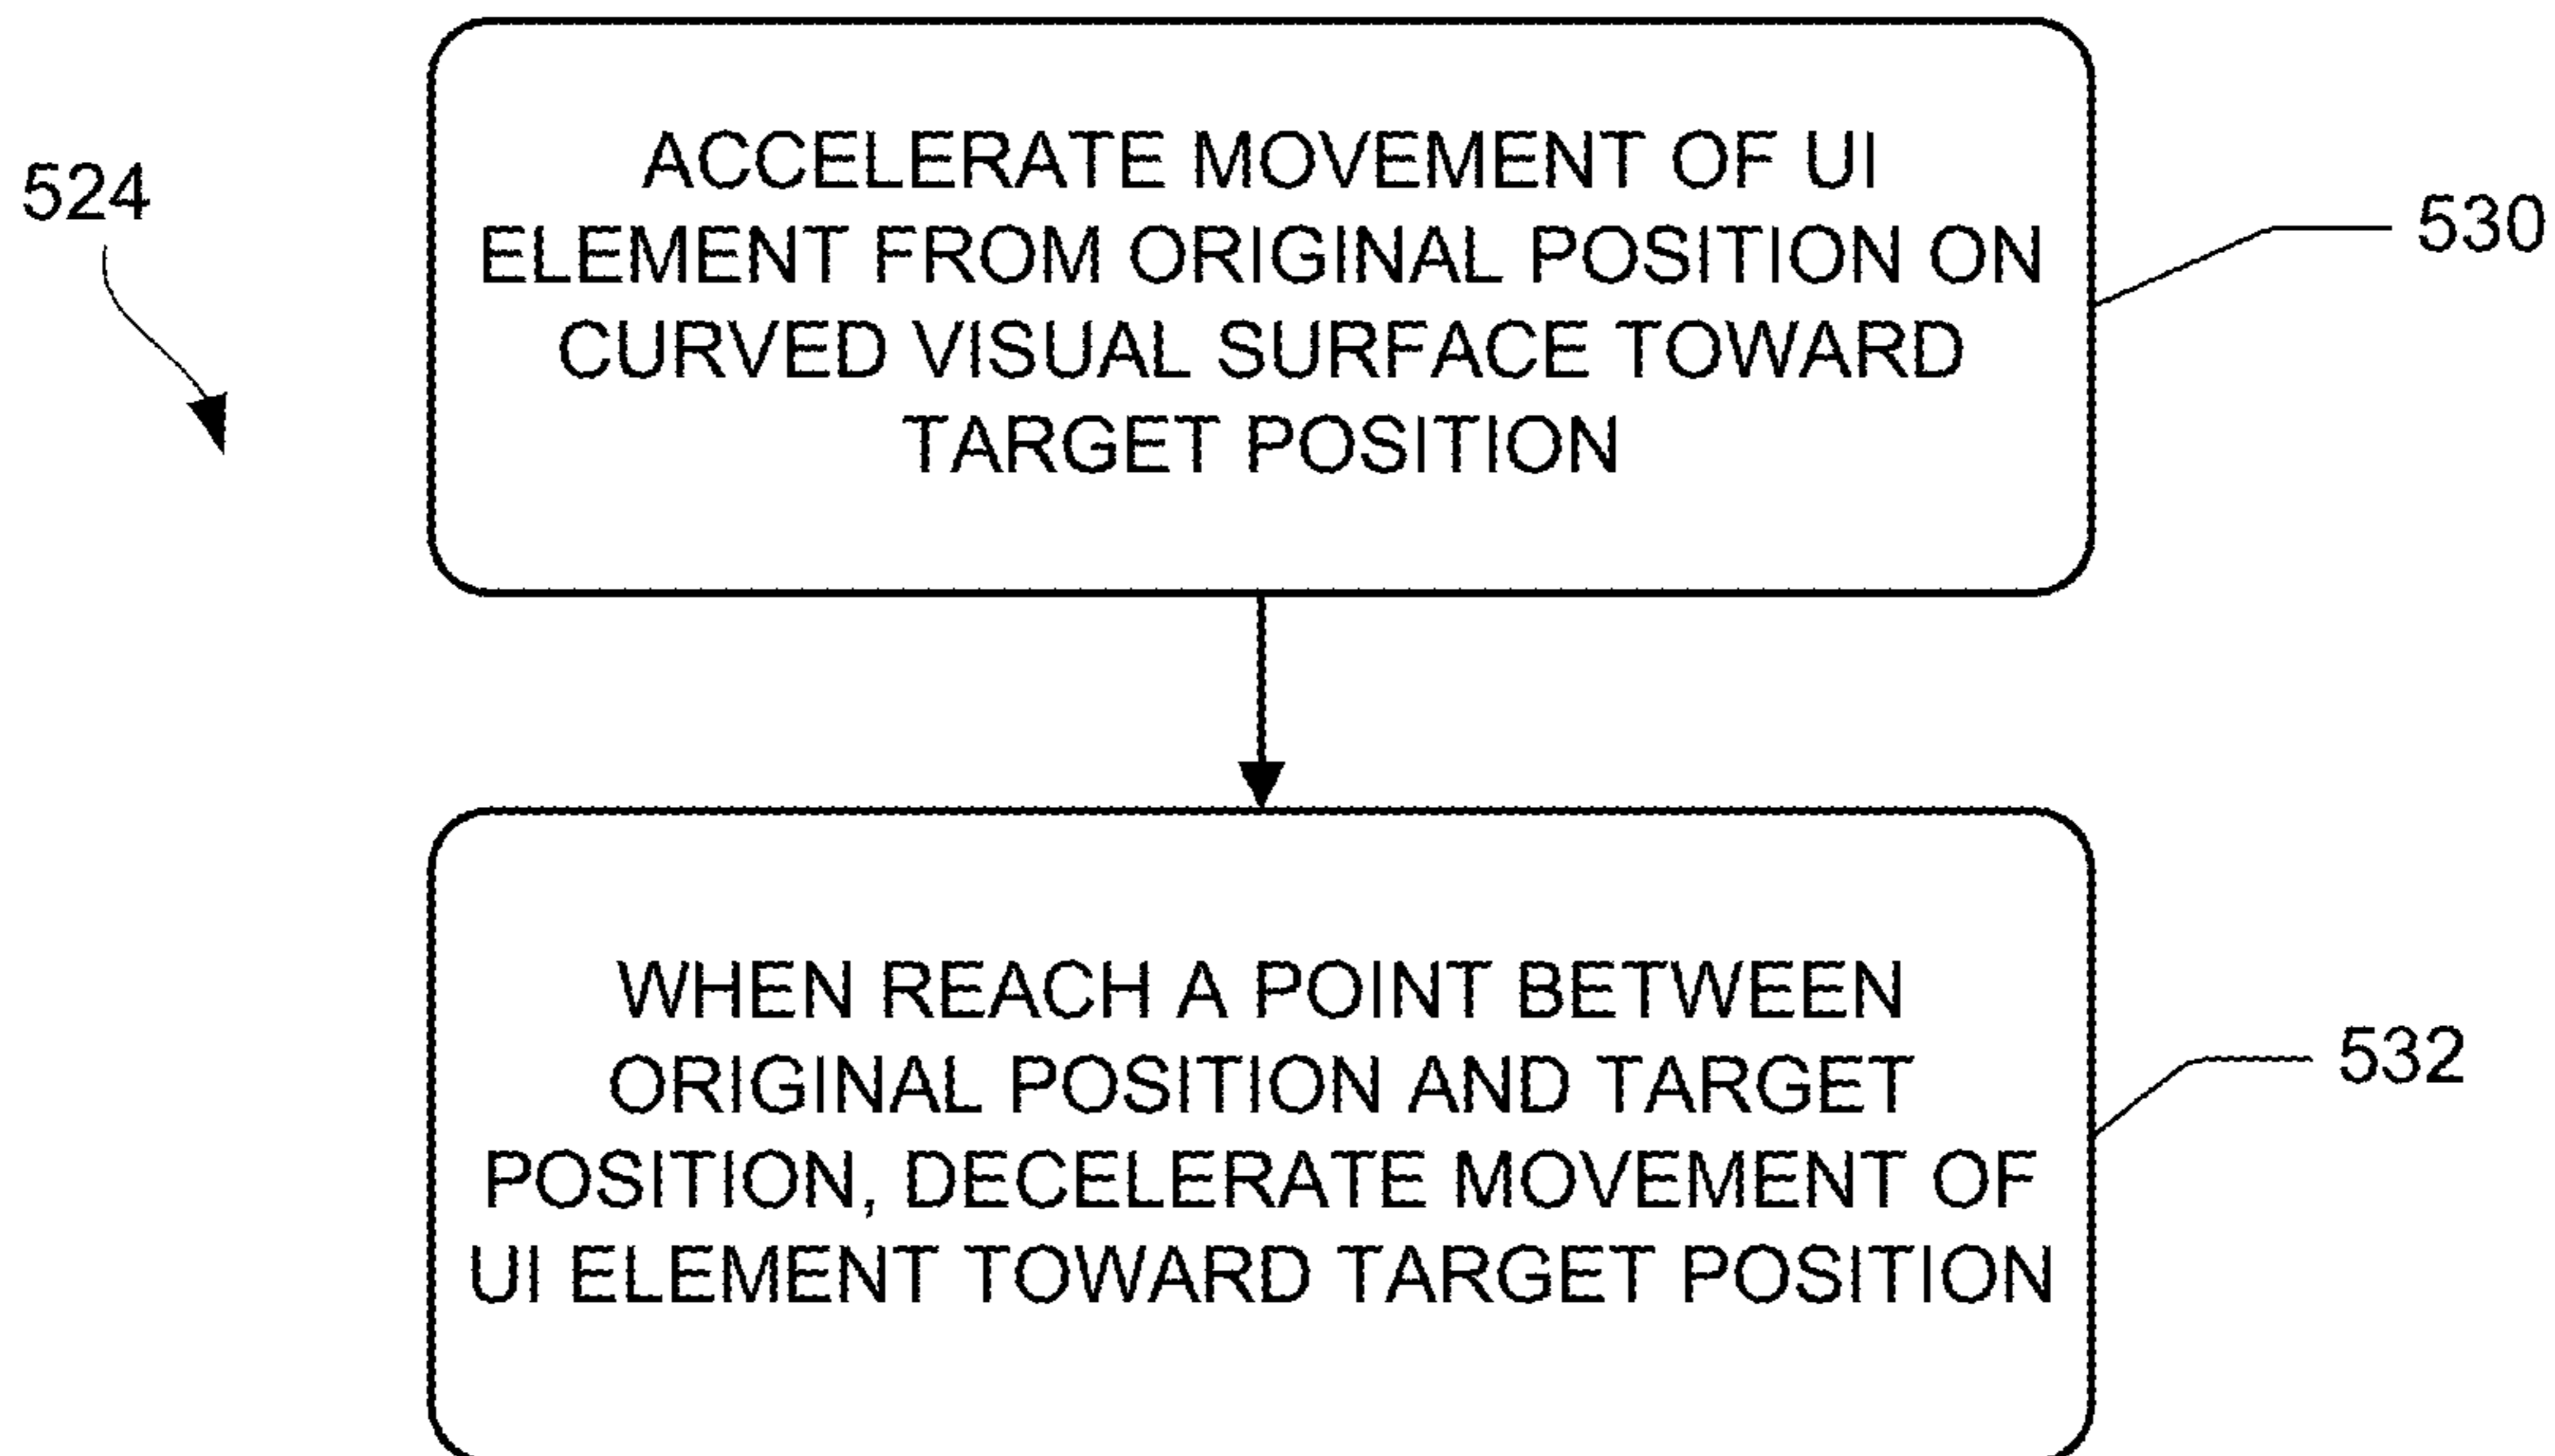 524
ACCELERATE MOVEMENT OF UI
ELEMENT FROM ORIGINAL POSITION ON
CURVED VISUAL SURFACE TOWARD
TARGET POSITION
530
WHEN REACH A POINT BETWEEN
ORIGINAL POSITION AND TARGET
POSITION, DECELERATE MOVEMENT OF
UI ELEMENT TOWARD TARGET POSITION
532